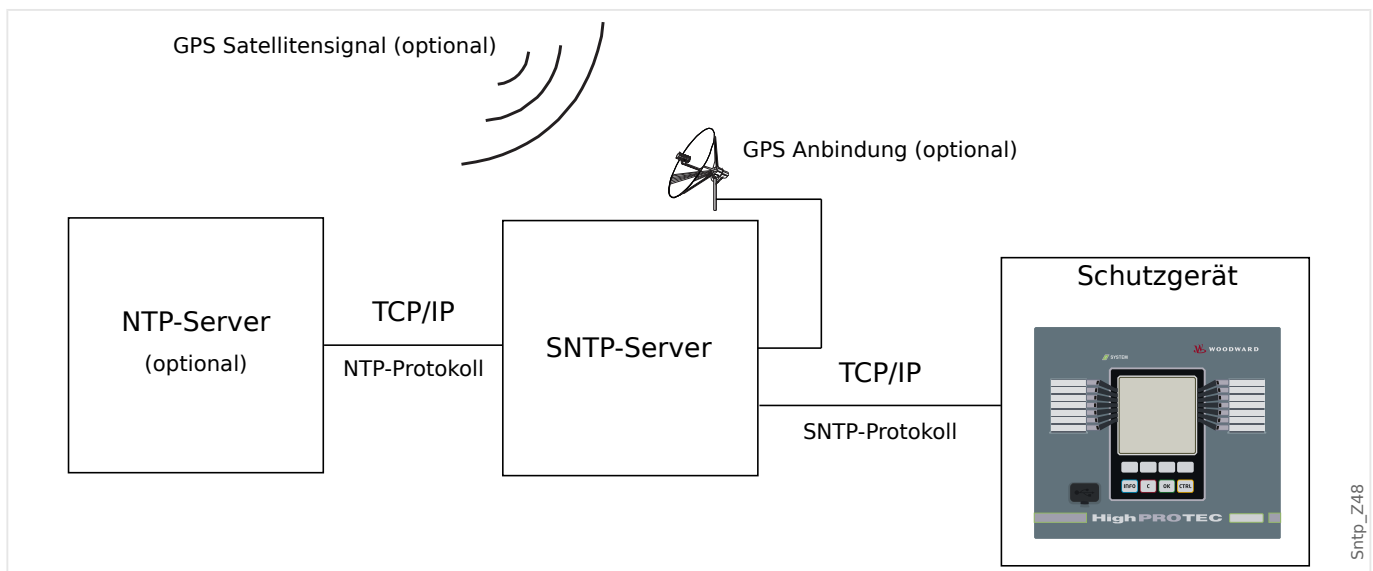 GPS Satellitensignal (optional)
GPS Anbindung (optional)
NTP-Server
(optional)
TCP/IP
NTP-Protokoll
SNTP-Server
TCP/IP
SNTP-Protokoll
Schutzgerät
SYSTEM
WOODWARD
INFO C OK CTRL
HighPROTEC
Sntp_Z48